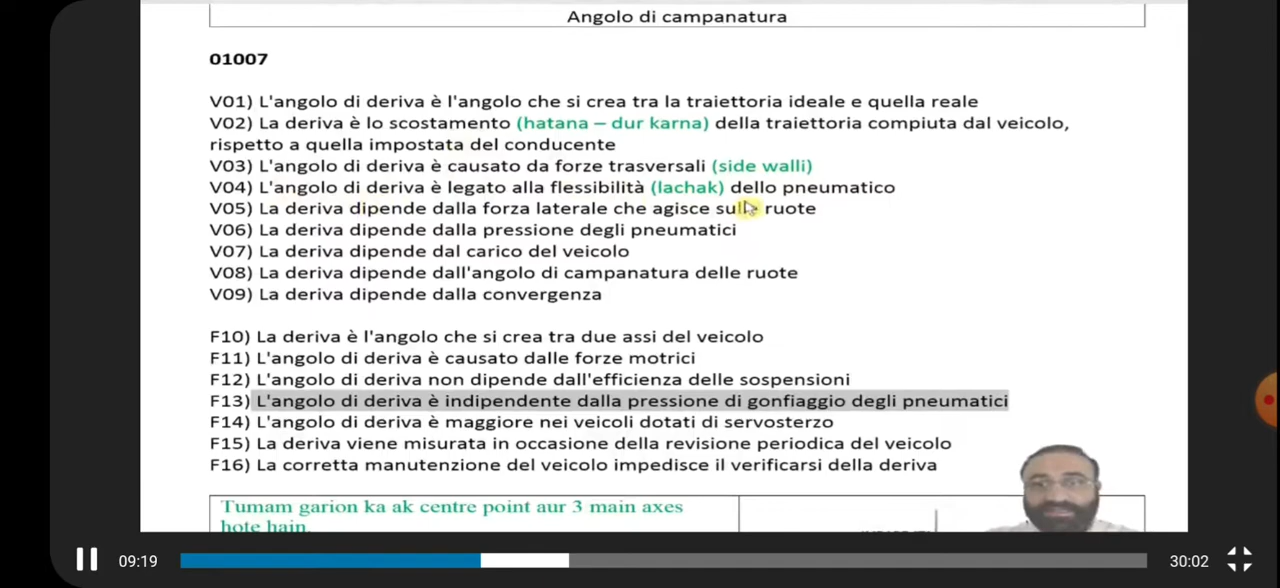 Angolo di campanatura
01007
V01) L'angolo di deriva è l'angolo che si crea tra la traiettoria ideale e quella reale
V02) La deriva è lo scostamento (hatana – dur karna) della traiettoria compiuta dal veicolo,
rispetto a quella impostata del conducente
V03) L'angolo di deriva è causato da forze trasversali (side walli)
V04) L'angolo di deriva è legato alla flessibilità (lachak) dello pneumatico
V05) La deriva dipende dalla forza laterale che agisce sulle ruote
V06) La deriva dipende dalla pressione degli pneumatici
V07) La deriva dipende dal carico del veicolo
V08) La deriva dipende dall'angolo di campanatura delle ruote
V09) La deriva dipende dalla convergenza
F10) La deriva è l'angolo che si crea tra due assi del veicolo
F11) L'angolo di deriva è causato dalle forze motrici
F12) L'angolo di deriva non dipende dall'efficienza delle sospensioni
F13) L'angolo di deriva è indipendente dalla pressione di gonfiaggio degli pneumatici
F14) L'angolo di deriva è maggiore nei veicoli dotati di servosterzo
F15) La deriva viene misurata in occasione della revisione periodica del veicolo
F16) La corretta manutenzione del veicolo impedisce il verificarsi della deriva
Tumam garion ka ak centre point aur 3 main axes
hote hain.
09:19
30:02